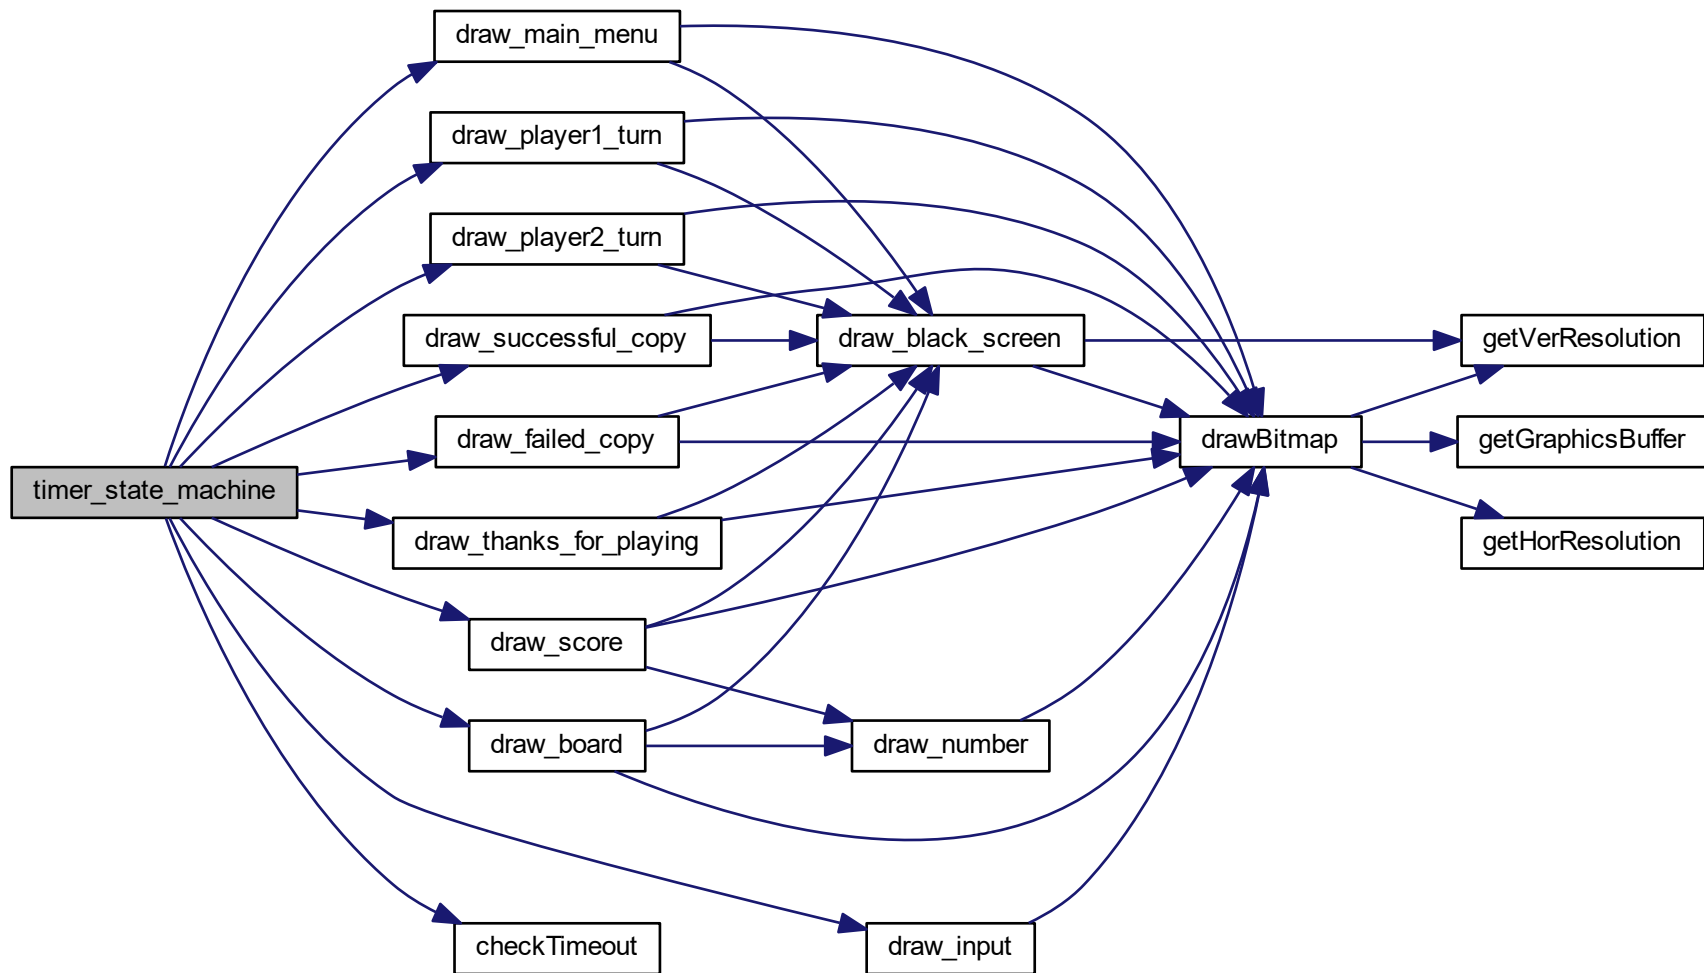 draw_main_menu
draw_player1_turn
draw_player2_turn
draw_successful_copy
draw_black_screen
getVerResolution
draw_failed_copy
drawBitmap
getGraphicsBuffer
timer_state_machine
draw_thanks_for_playing
getHorResolution
draw_score
draw_board
draw_number
checkTimeout
draw_input